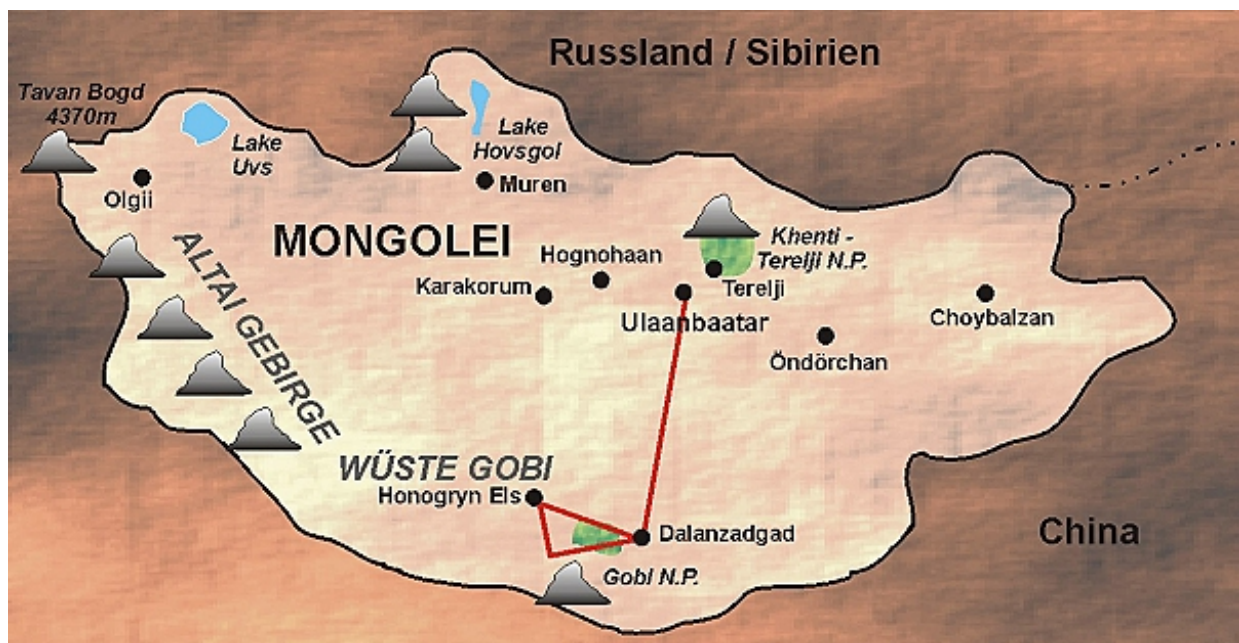 Russland / Sibirien
Tavan Bogd
4370m
Lake
Uvs
Lake
Hovsgol
Olgii
Muren
MONGOLEI
ALTAI GEBIRGE
Hognohaan
Karakorum
Khenti -
Terelji N.P.
Terelji
Ulaanbaatar
Choybalzan
Öndörchan
WÜSTE GOBI
Honogryn Els
Dalanzadgad
China
Gobi N.P.